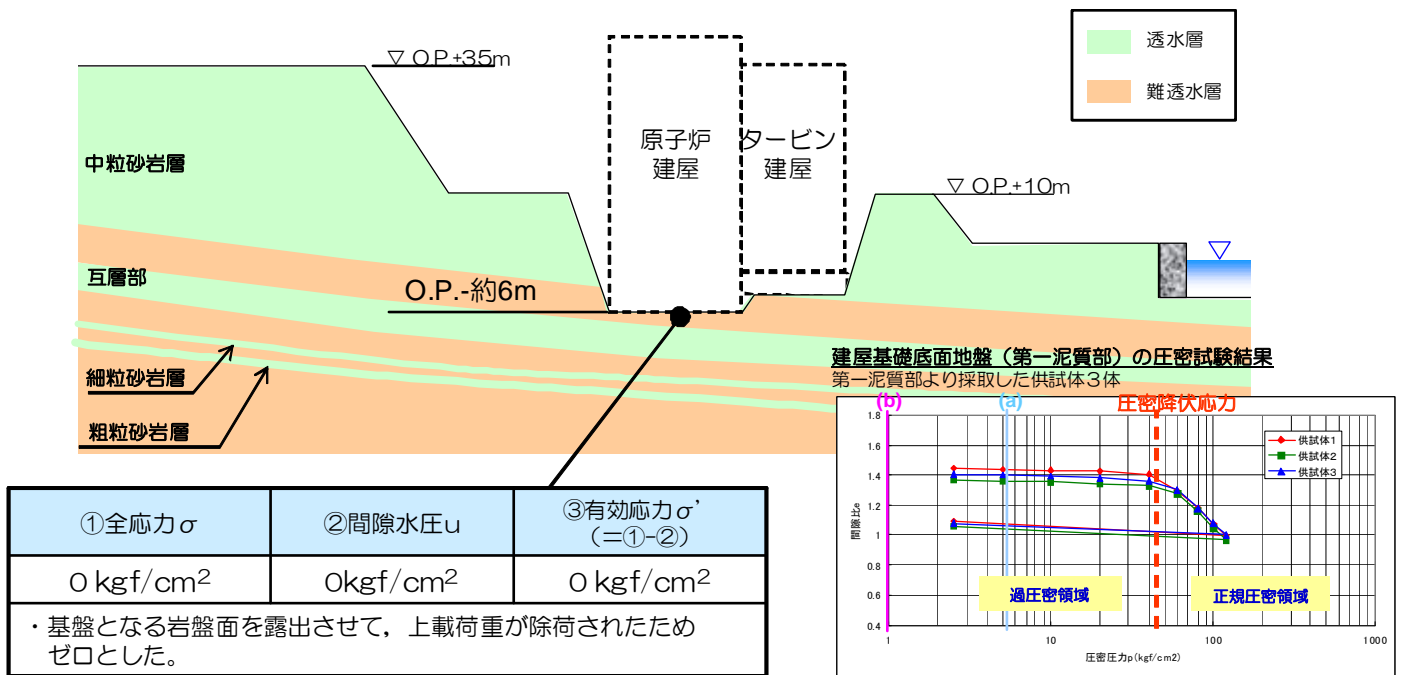 ▽ O.P.+35m
透水層
難透水層
原子炉
建屋
タービン
建屋
中粒砂岩層
▽ O.P.+10m
互層部
O.P.-約6m
細粒砂岩層
粗粒砂岩層
建屋基礎底面地盤（第一泥質部）の圧密試験結果
第一泥質部より採取した供試体３体
(b)
(a)
圧密降伏応力
1.8
1.6
1.4
1.2
1
0.8
0.6
0.4
間隙比e
供試体1
供試体2
供試体3
過圧密領域
正規圧密領域
1
10
100
1000
圧密圧力p(kgf/cm2)
①全応力σ
②間隙水圧u
③有効応力σ’
（＝①-②）
0 kgf/cm²
0kgf/cm²
0 kgf/cm²
・基盤となる岩盤面を露出させて，上載荷重が除荷されたため
ゼロとした。